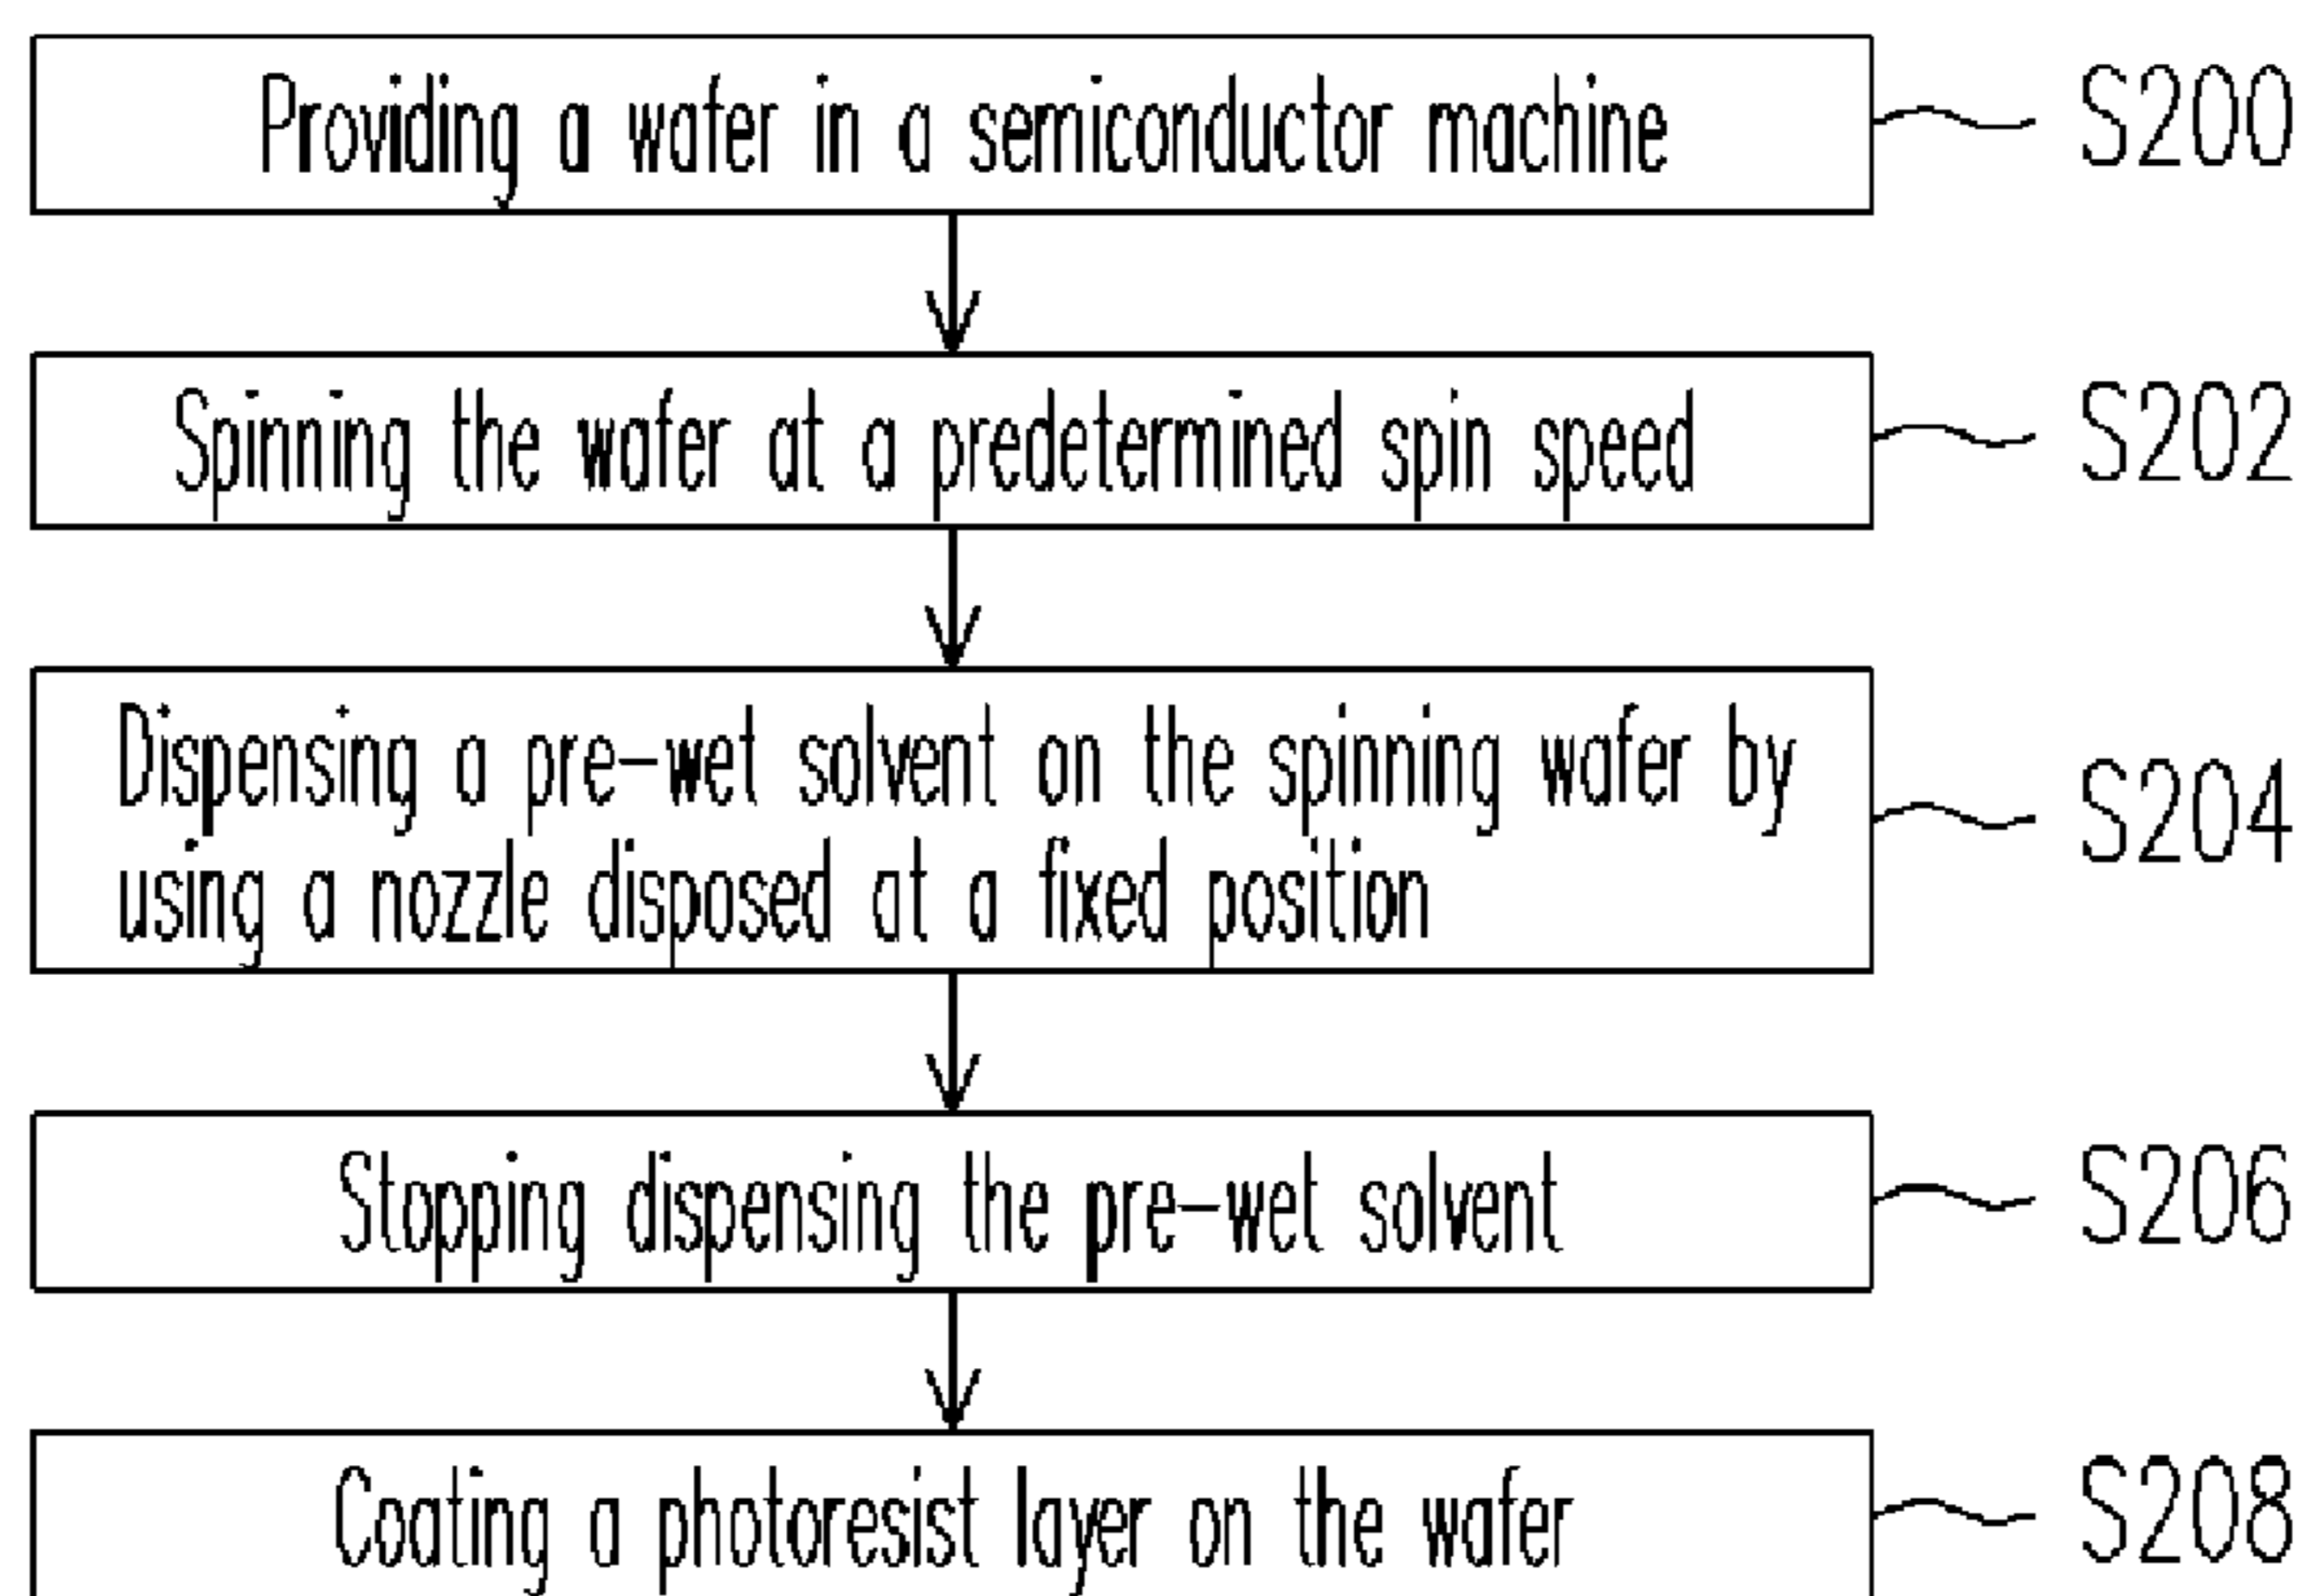 Providing a wafer in a semiconductor machine
S200
Spinning the wafer at a predetermined spin speed
S202
Dispensing a pre-wet solvent on the spinning wafer by
using a nozzle disposed at a fixed position
S204
Stopping dispensing the pre-wet solvent
S206
Coating a photoresist layer on the wafer
S208